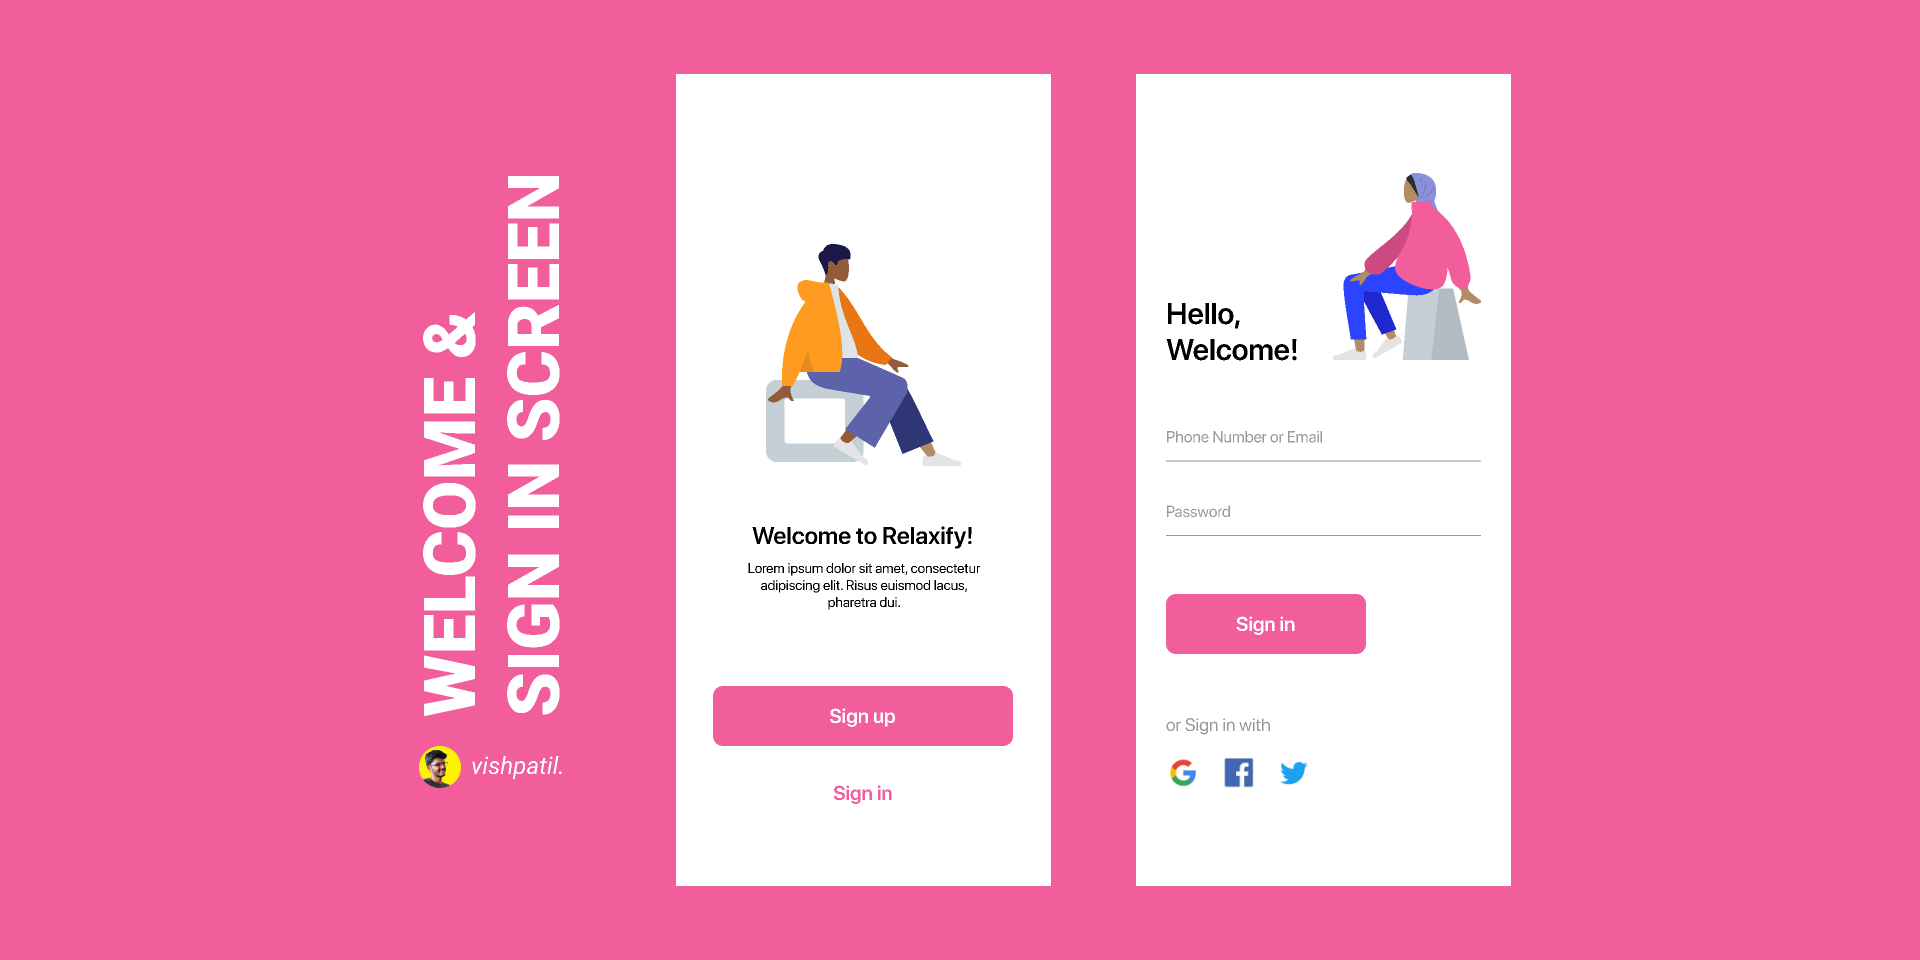 WELCOME &
SIGN IN SCREEN
vishpatil.
Welcome to Relaxify!
Lorem ipsum dolor sit amet, consectetur
adipiscing elit. Risus euismod lacus,
pharetra dui.
Sign up
Sign in
Hello,
Welcome!
Phone Number or Email
Password
Sign in
or Sign in with